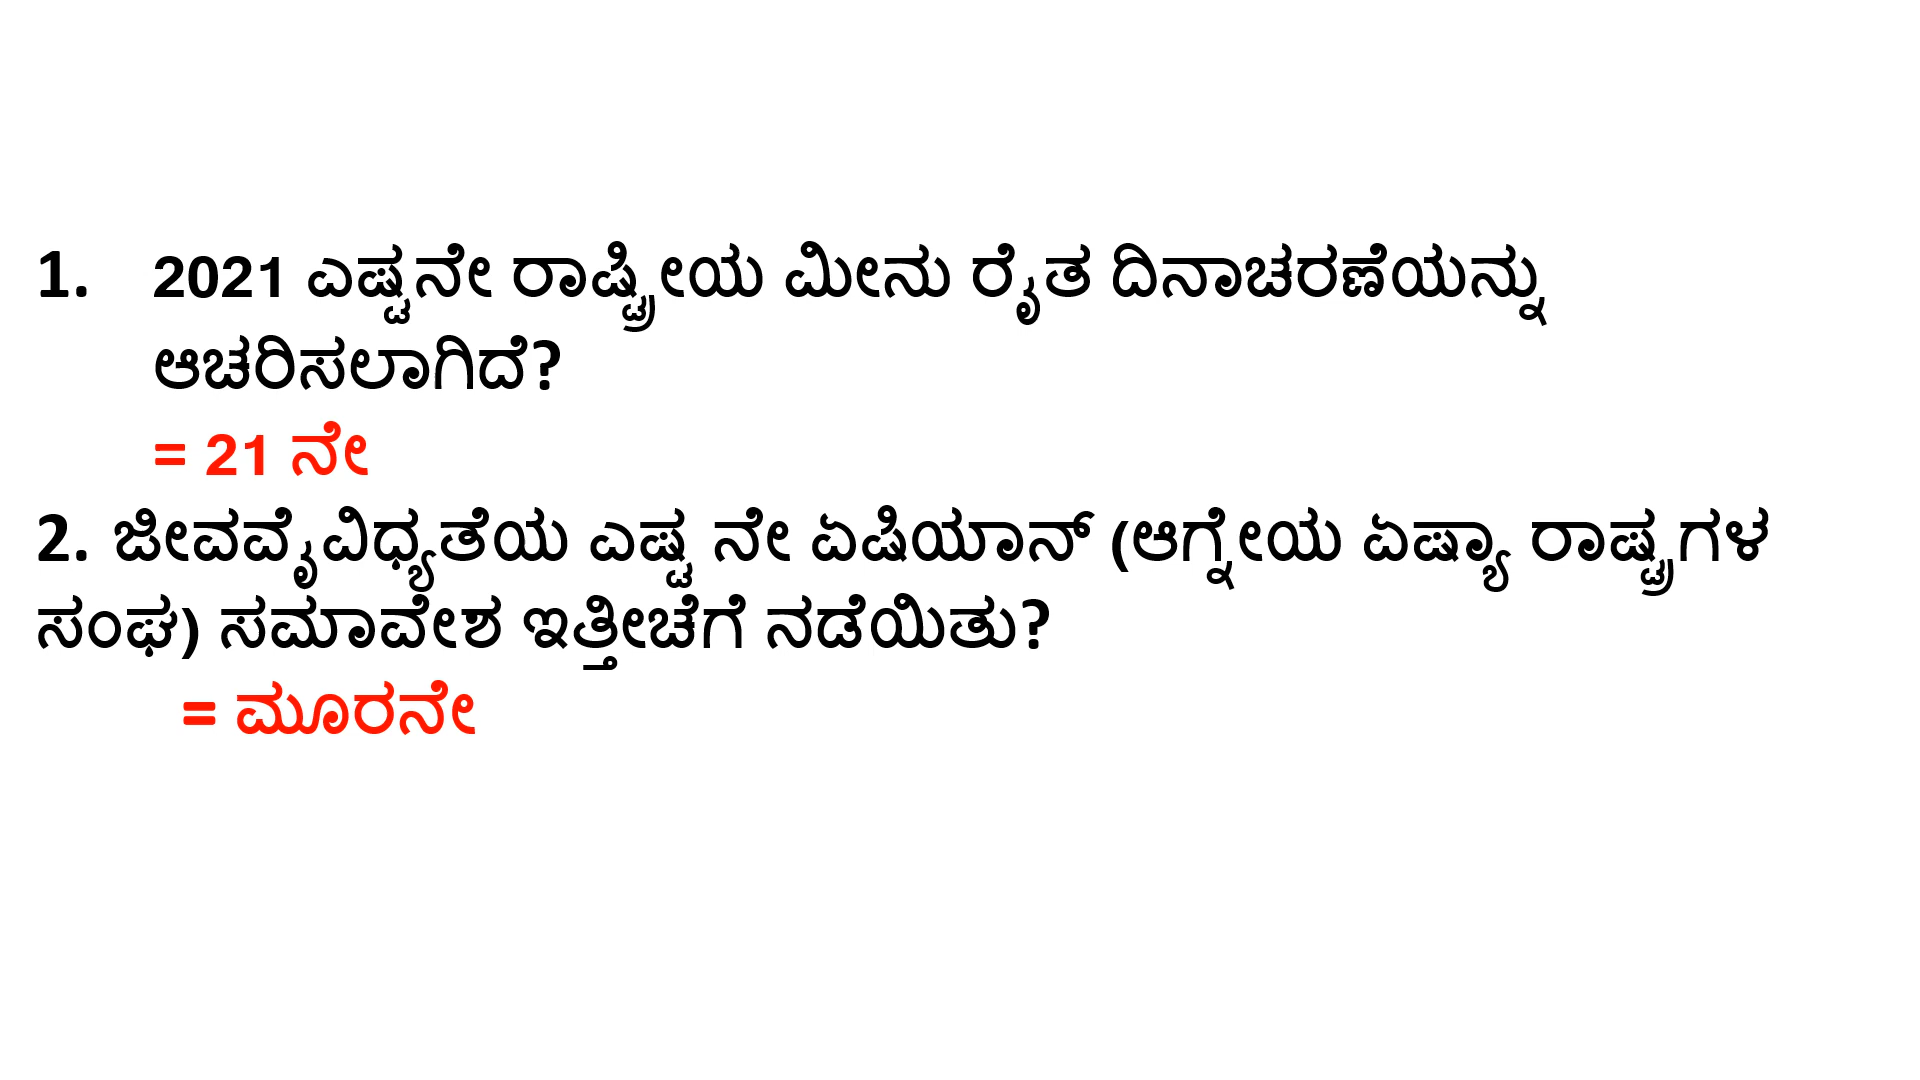 1. 2021 ಎಷ್ಟನೇ ರಾಷ್ಟ್ರೀಯ ಮೀನು ರೈತ ದಿನಾಚರಣೆಯನ್ನು
ಆಚರಿಸಲಾಗಿದೆ?
= 21 ನೇ
2. ಜೀವವೈವಿಧ್ಯತೆಯ ಎಷ್ಟ ನೇ ಏಷಿಯಾನ್ (ಆಗ್ನೇಯ ಏಷ್ಯಾ ರಾಷ್ಟ್ರಗಳ
ಸಂಘ) ಸಮಾವೇಶ ಇತ್ತೀಚೆಗೆ ನಡೆಯಿತು?
= ಮೂರನೇ